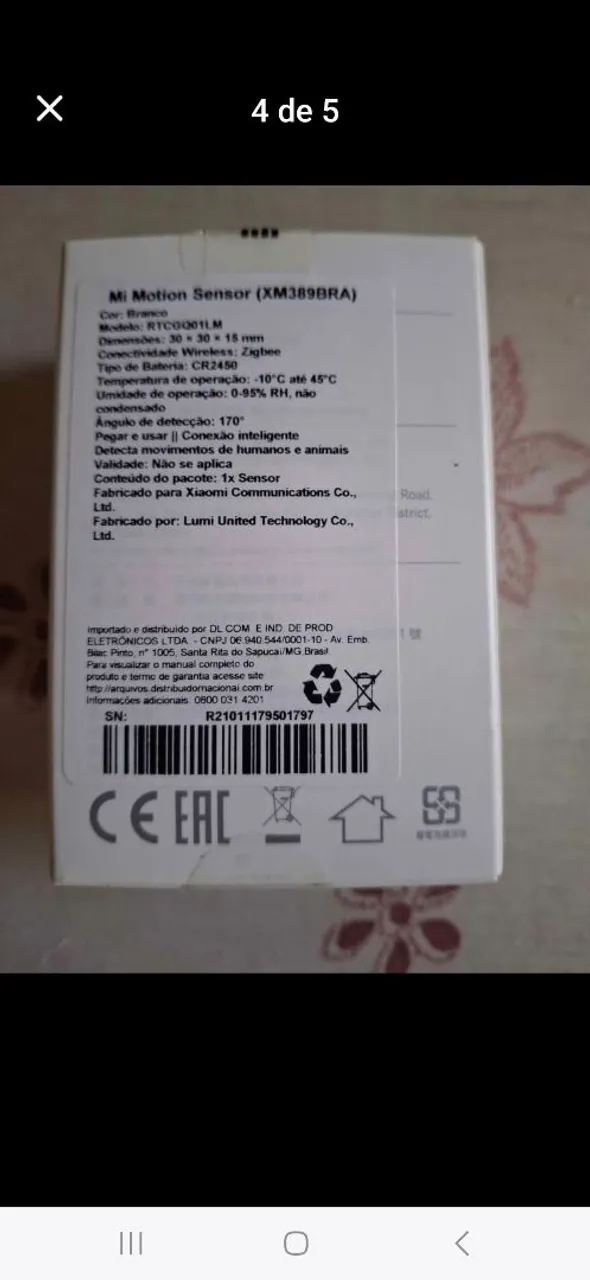 4 de 5
Mi Motion Sensor (XM389BRA)
Cor: Branco
Modelo: RTCGQ01LM
Dimensões: 30 × 30 × 15 mm
Conectividade Wireless: Zigbee
Tipo de Bateria: CR2450
Temperatura de operação: -10°C até 45°C
Umidade de operação: 0-95% RH, não
condensado
Ângulo de detecção: 170°
Pegar e usar || Conexão inteligente
Detecta movimentos de humanos e animais
Validade: Não se aplica
Conteúdo do pacote: 1x Sensor
Fabricado para Xiaomi Communications Co.,
Ltd.
Road.
Fabricado por: Lumi United Technology Co.,
Ltd.
Importado e distribuido por DL COM. E IND. DE PROD
ELETRÔNICOS LTDA. - CNPJ 06.940.544/0001-10 - Av. Emb.
Bilac Pinto, n° 1005, Santa Rita do Sapucaí/MG.Brasil
Para visualizar o manual completo do
produto e termo de garantia acesse site
http://arquivos.distribuidornacional.com.br
Informações adicionais 0800 031 4201
SN: R21011179501797
CE EAC